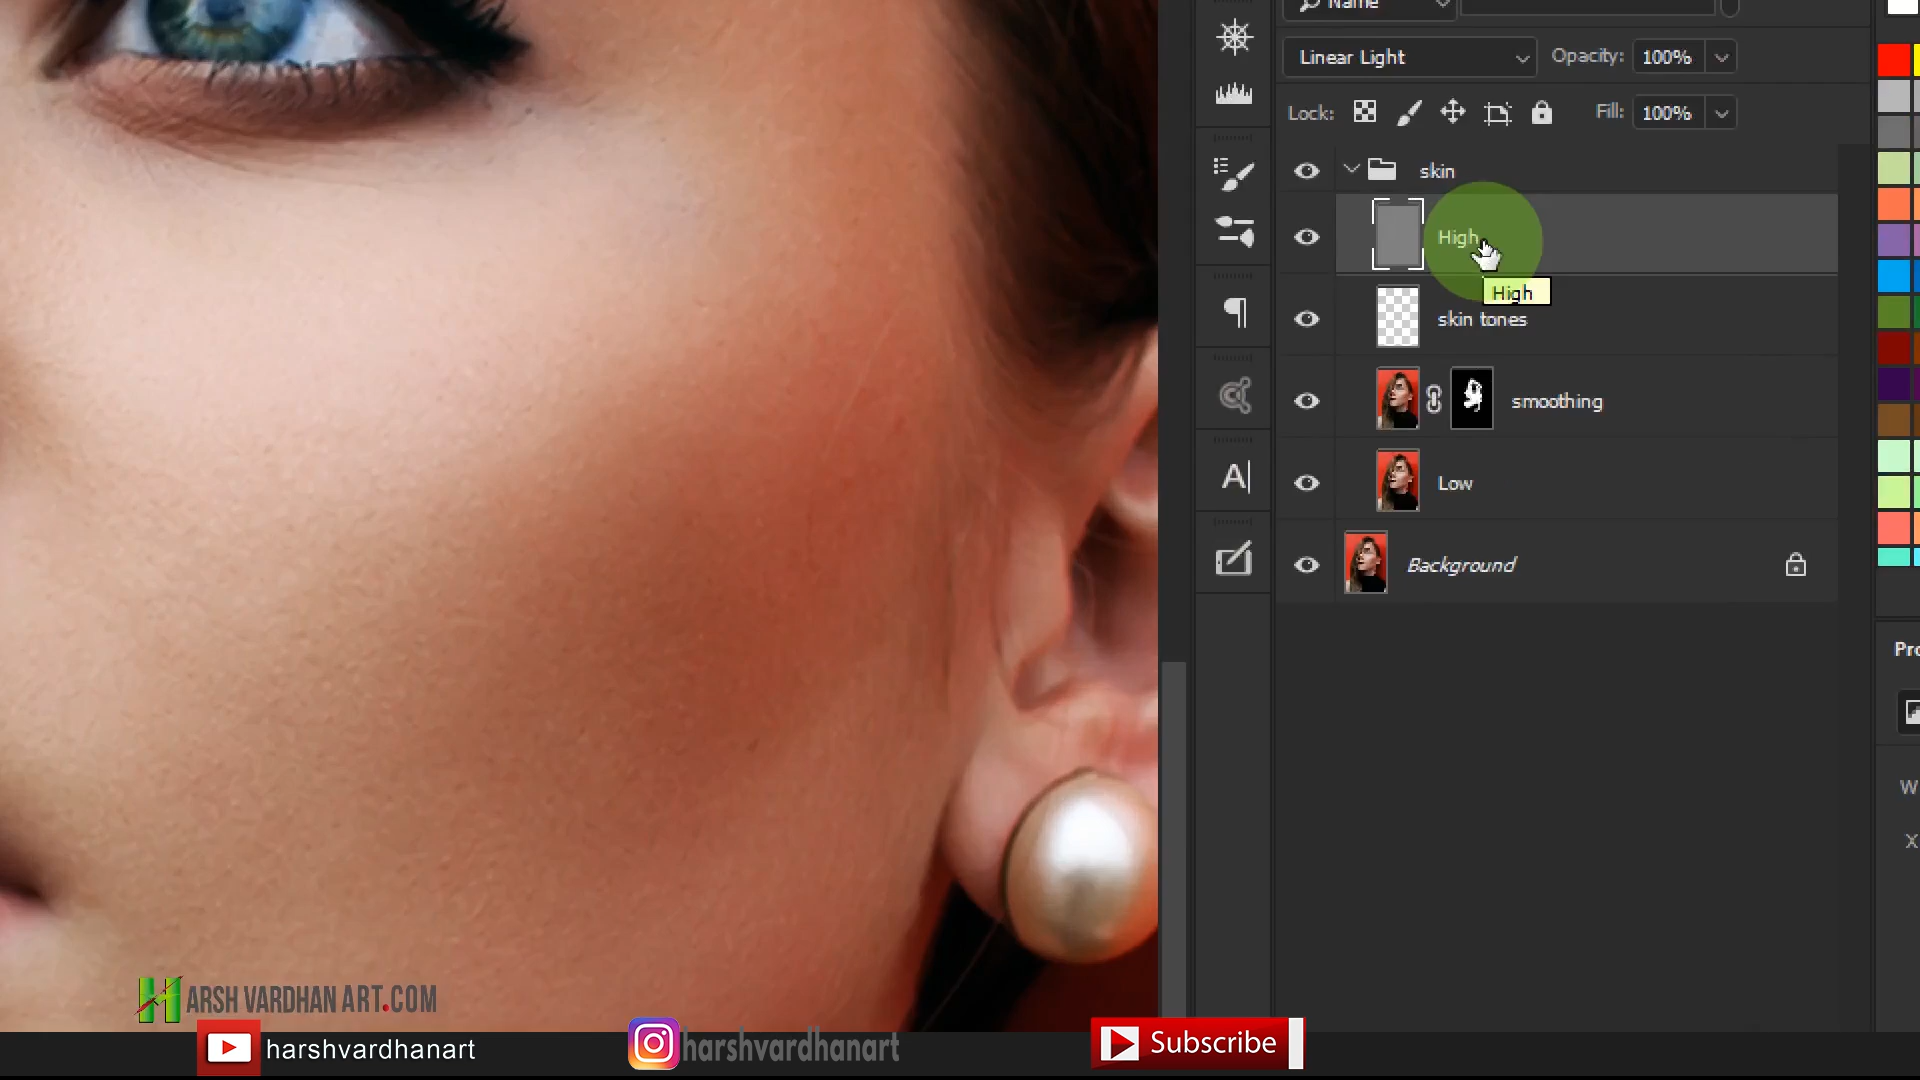 Name
Linear Light
Opacity: 100%
Lock:
Fill: 100%
skin
High
High
skin tones
smoothing
Low
Background
A
Pro
W
X
ARSH VARDHAN ART.COM
harshvardhanart
harshvardhanart
Subscribe